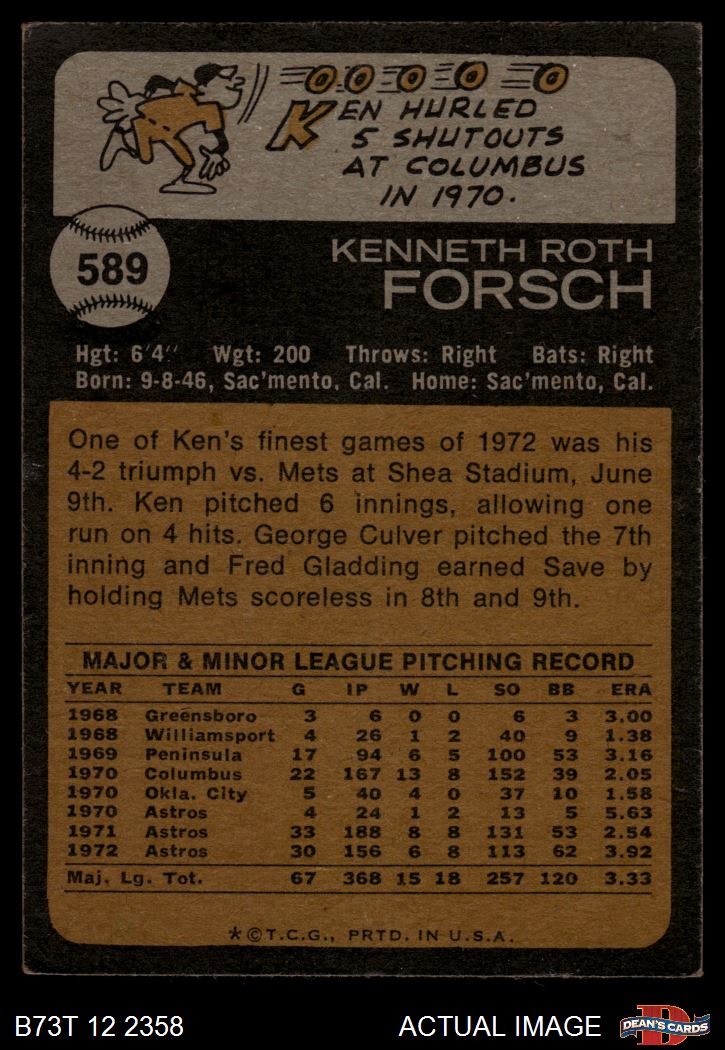 KEN HURLED
5 SHUTOUTS
AT COLUMBUS
IN 1970.
589
KENNETH ROTH
FORSCH
Hgt: 6'4" Wgt: 200 Throws: Right Bats: Right
Born: 9-8-46, Sac'mento, Cal. Home: Sac'mento, Cal.
One of Ken's finest games of 1972 was his
4-2 triumph vs. Mets at Shea Stadium, June
9th. Ken pitched 6 innings, allowing one
run on 4 hits. George Culver pitched the 7th
inning and Fred Gladding earned Save by
holding Mets scoreless in 8th and 9th.
MAJOR & MINOR LEAGUE PITCHING RECORD
YEAR TEAM G IP W L SO BB ERA
1968 Greensboro 3 6 0 0 6 3 3.00
1968 Williamsport 4 26 1 2 40 9 1.38
1969 Peninsula 17 94 6 5 100 53 3.16
1970 Columbus 22 167 13 8 152 39 2.05
1970 Okla. City 5 40 4 0 37 10 1.58
1970 Astros 4 24 1 2 13 5 5.63
1971 Astros 33 188 8 8 131 53 2.54
1972 Astros 30 156 6 8 113 62 3.92
Maj. Lg. Tot. 67 368 15 18 257 120 3.33
*©T.C.G., PRTD. IN U.S.A.
B73T 12 2358 ACTUAL IMAGE DEAN'S CARDS